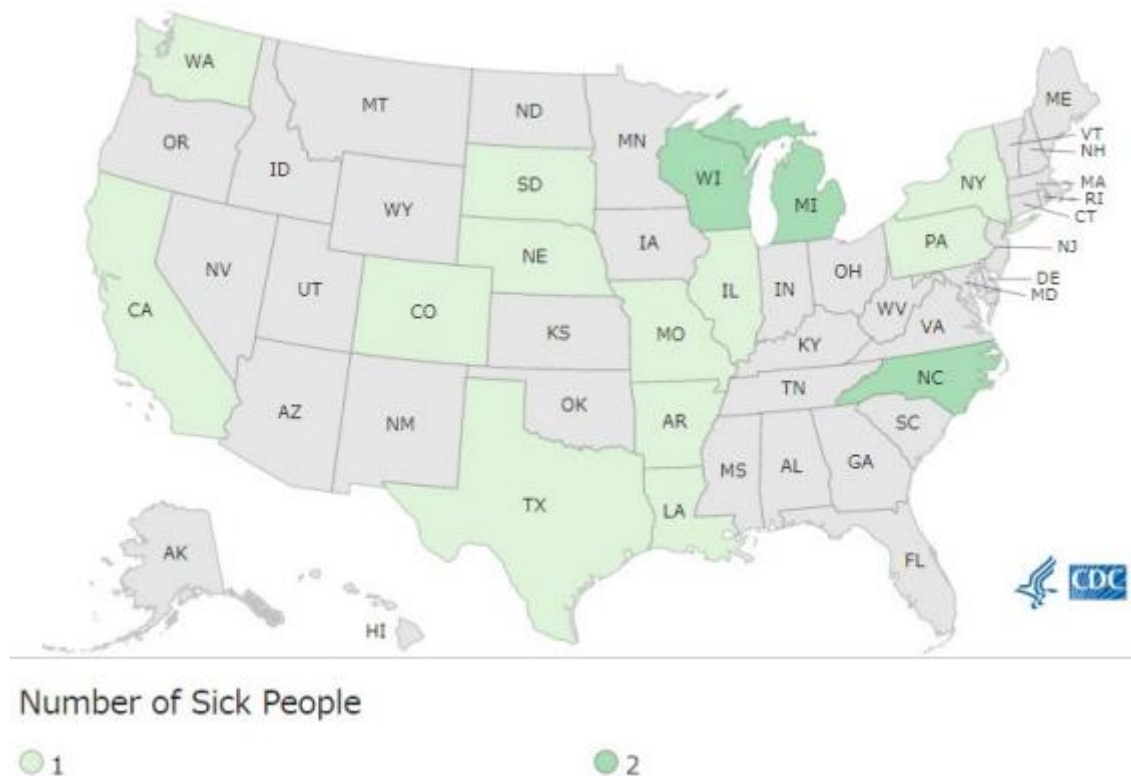 WA
ME
MT
ND
VT
MN
OR
NH
ID
SD
WI
NY
MA
RI
WY
MI
CT
PA
IA
NJ
NE
NV
OH
IL
IN
DE
UT
MD
CA
CO
WV
VA
KS
MO
KY
NC
TN
OK
AZ
NM
AR
SC
MS
AL
GA
TX
LA
AK
FL
CDC
HI
Number of Sick People
1 2